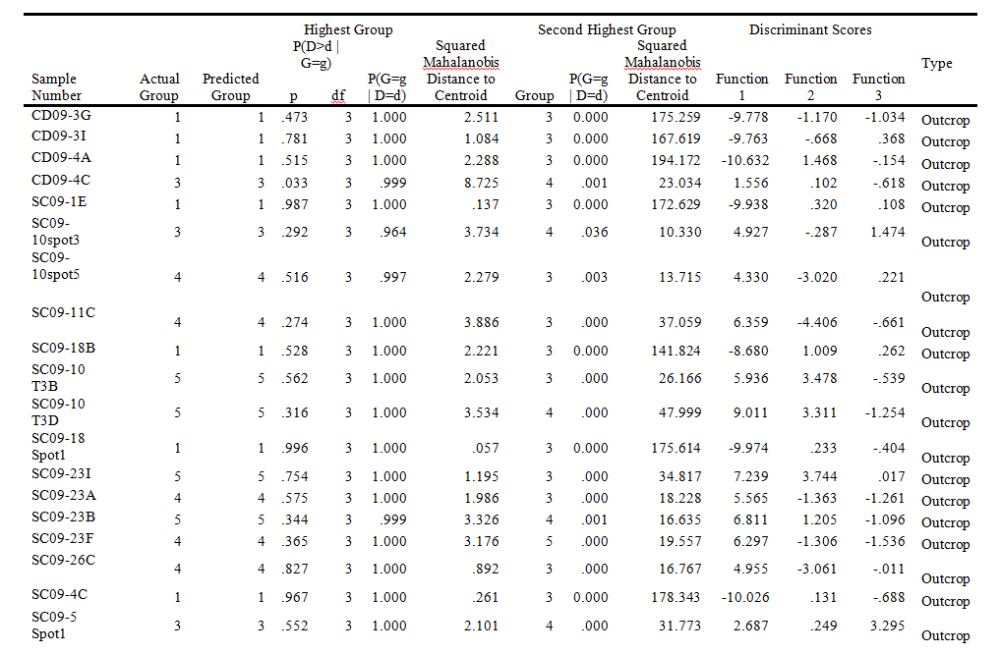 Highest Group Second Highest Group Discriminant Scores
P(D>d | Squared Squared
G=g) Mahalanobis Mahalanobis Type
Sample Actual Predicted P(G=g Distance to P(G=g Distance to Function Function Function
Number Group Group p df | D=d) Centroid Group | D=d) Centroid 1 2 3
CD09-3G 1 1 .473 3 1.000 2.511 3 0.000 175.259 -9.778 -1.170 -1.034 Outcrop
CD09-3I 1 1 .781 3 1.000 1.084 3 0.000 167.619 -9.763 -.668 .368 Outcrop
CD09-4A 1 1 .515 3 1.000 2.288 3 0.000 194.172 -10.632 1.468 -.154 Outcrop
CD09-4C 3 3 .033 3 .999 8.725 4 .001 23.034 1.556 .102 -.618 Outcrop
SC09-1E 1 1 .987 3 1.000 .137 3 0.000 172.629 -9.938 .320 .108 Outcrop
SC09-
10spot3 3 3 .292 3 .964 3.734 4 .036 10.330 4.927 -.287 1.474 Outcrop
SC09-
10spot5 4 4 .516 3 .997 2.279 3 .003 13.715 4.330 -3.020 .221 Outcrop
SC09-11C 4 4 .274 3 1.000 3.886 3 .000 37.059 6.359 -4.406 -.661 Outcrop
SC09-18B 1 1 .528 3 1.000 2.221 3 0.000 141.824 -8.680 1.009 .262 Outcrop
SC09-10
T3B 5 5 .562 3 1.000 2.053 3 .000 26.166 5.936 3.478 -.539 Outcrop
SC09-10
T3D 5 5 .316 3 1.000 3.534 4 .000 47.999 9.011 3.311 -1.254 Outcrop
SC09-18
Spot1 1 1 .996 3 1.000 .057 3 0.000 175.614 -9.974 .233 -.404 Outcrop
SC09-23I 5 5 .754 3 1.000 1.195 3 .000 34.817 7.239 3.744 .017 Outcrop
SC09-23A 4 4 .575 3 1.000 1.986 3 .000 18.228 5.565 -1.363 -1.261 Outcrop
SC09-23B 5 5 .344 3 .999 3.326 4 .001 16.635 6.811 1.205 -1.096 Outcrop
SC09-23F 4 4 .365 3 1.000 3.176 5 .000 19.557 6.297 -1.306 -1.536 Outcrop
SC09-26C 4 4 .827 3 1.000 .892 3 .000 16.767 4.955 -3.061 -.011 Outcrop
SC09-4C 1 1 .967 3 1.000 .261 3 0.000 178.343 -10.026 .131 -.688 Outcrop
SC09-5
Spot1 3 3 .552 3 1.000 2.101 4 .000 31.773 2.687 .249 3.295 Outcrop